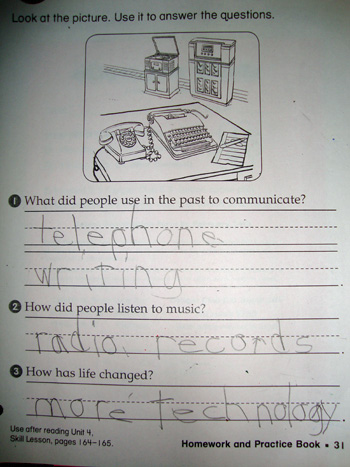 Look at the picture. Use it to answer the questions.
1 What did people use in the past to communicate?
telephone
writing.
2 How did people listen to music?
radio, records.
3 How has life changed?
more technology.
Use after reading Unit 4,
Skill Lesson, pages 164–165.
Homework and Practice Book • 31